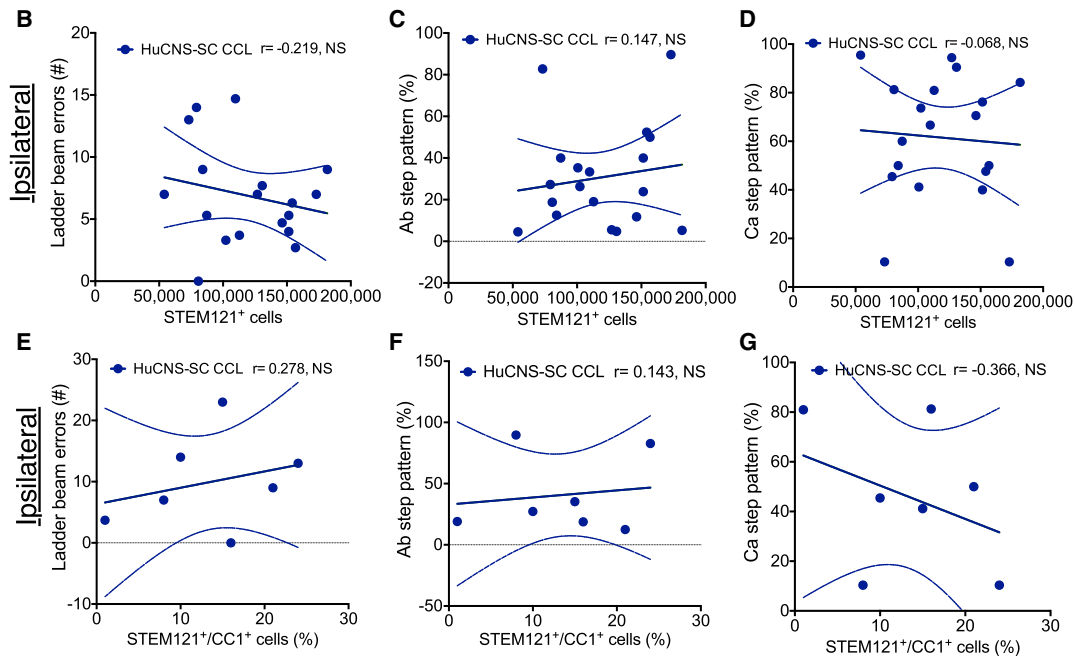 B
Ipsilateral
Ladder beam errors (#)
20
15
10
5
0
HuCNS-SC CCL r= -0.219, NS
0 50,000 100,000 150,000 200,000
STEM121+ cells
C
Ab step pattern (%)
100
80
60
40
20
0
-20
HuCNS-SC CCL r= 0.147, NS
0 50,000 100,000 150,000 200,000
STEM121+ cells
D
Ca step pattern (%)
100
80
60
40
20
0
HuCNS-SC CCL r= -0.068, NS
0 50,000 100,000 150,000 200,000
STEM121+ cells
E
Ipsilateral
Ladder beam errors (#)
30
20
10
0
-10
HuCNS-SC CCL r= 0.278, NS
0 10 20 30
STEM121+/CC1+ cells (%)
F
Ab step pattern (%)
150
100
50
0
-50
HuCNS-SC CCL r= 0.143, NS
0 10 20 30
STEM121+/CC1+ cells (%)
G
Ca step pattern (%)
100
80
60
40
20
0
HuCNS-SC CCL r= -0.366, NS
0 10 20 30
STEM121+/CC1+ cells (%)